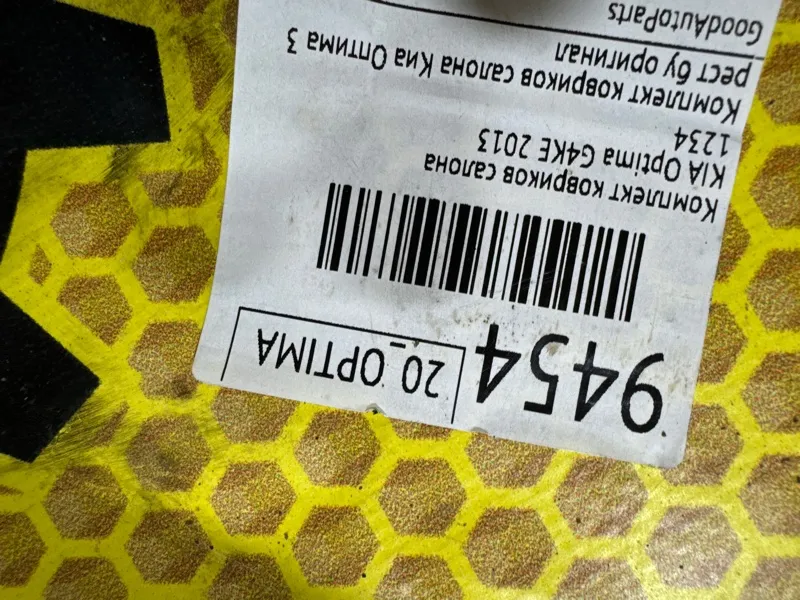 9454 20_OPTIMA
Комплект ковриков салона
KIA Optima G4KE 2013
1234
Комплект ковриков салона Киа Оптима 3
рест бу оригинал
GoodAutoParts